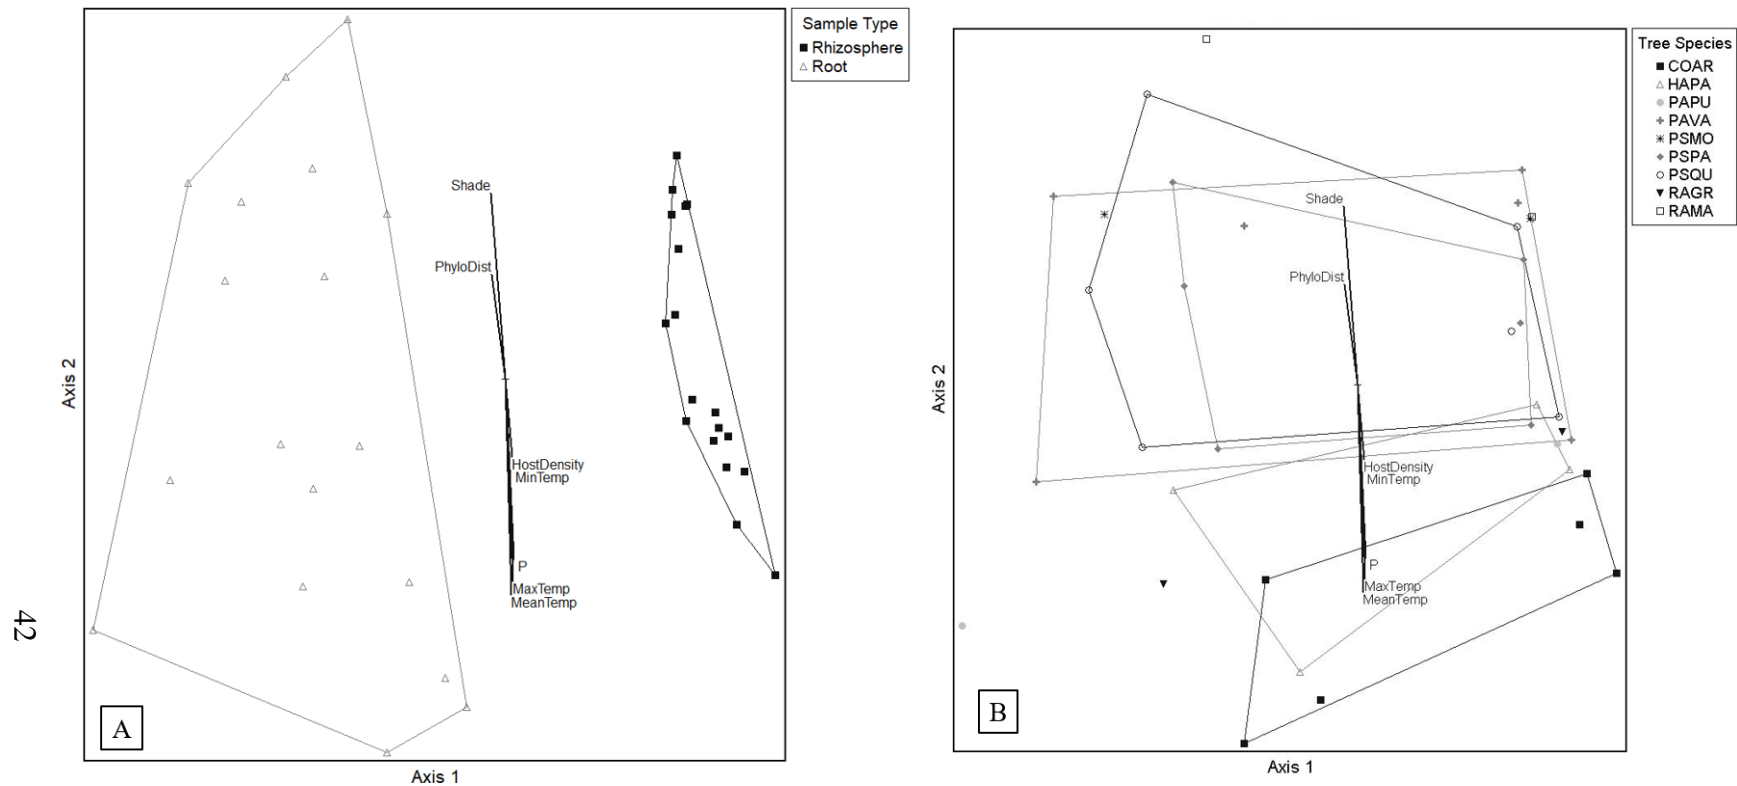 Sample Type
Rhizosphere
Root
Shade
PhyloDist
HostDensity
MinTemp
P
MaxTemp
MeanTemp
Axis 2
Axis 1
A
42
Tree Species
COAR
HAPA
PAPU
PAVA
PSMO
PSPA
PSQU
RAGR
RAMA
Shade
PhyloDist
HostDensity
MinTemp
P
MaxTemp
MeanTemp
Axis 2
Axis 1
B